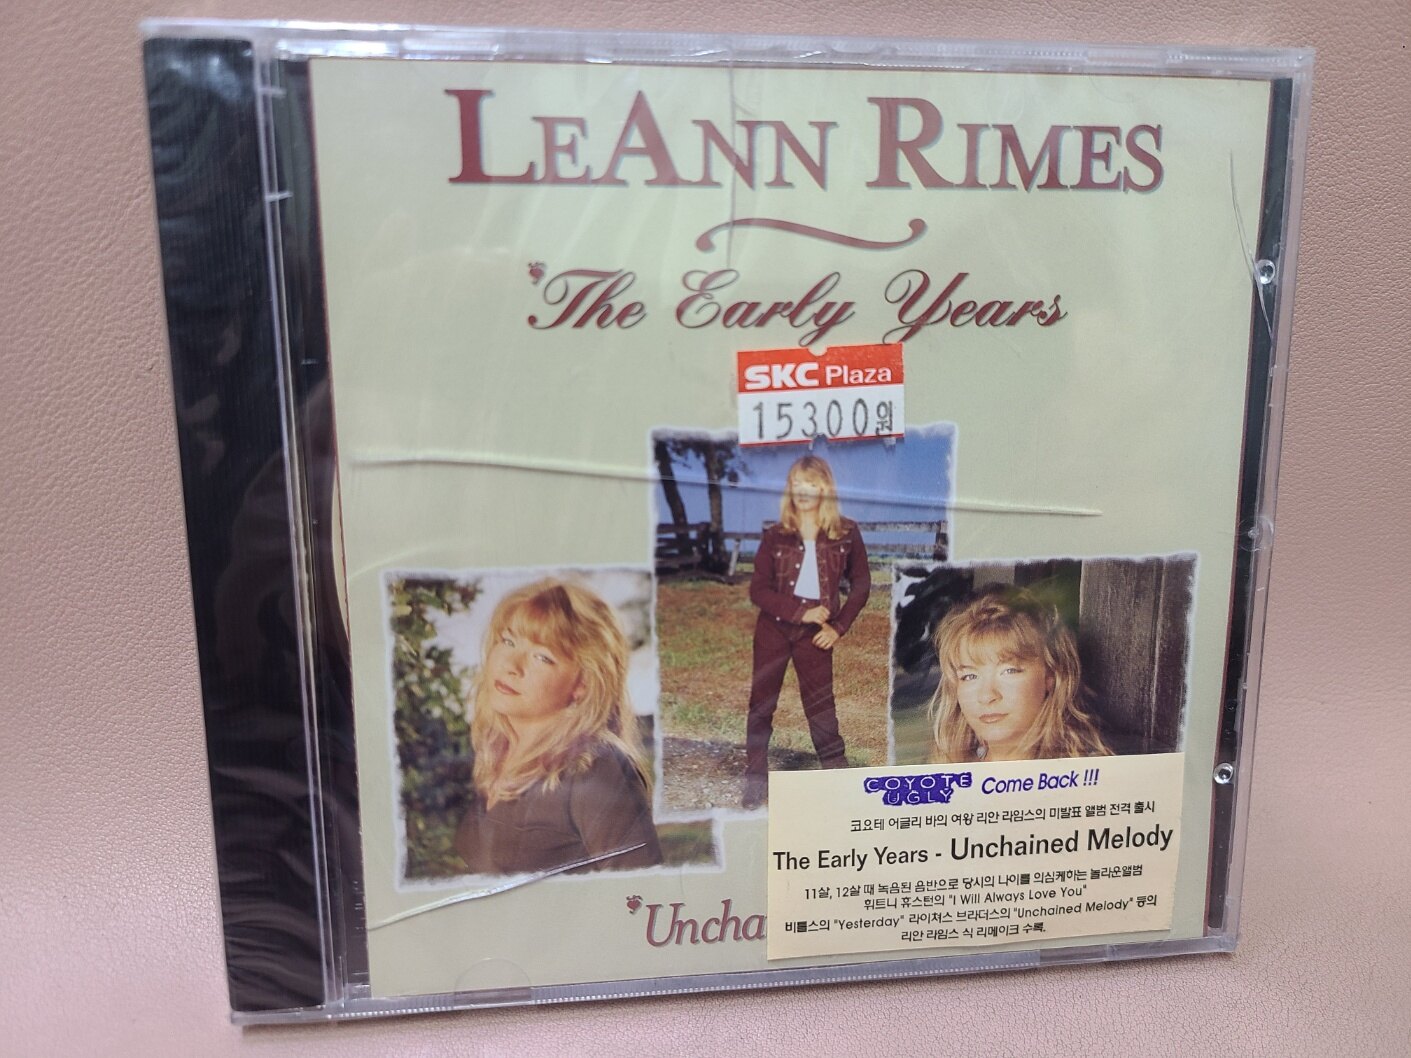 LEANN RIMES
The Early Years
SKC Plaza
15300원
COYOTE UGLY Come Back !!!
코요테 어글리 바의 여왕 리안 라임스의 미발표 앨범 전격 출시
The Early Years - Unchained Melody
11살, 12살 때 녹음된 음반으로 당시의 나이를 의심케하는 놀라운앨범
휘트니 휴스턴의 "I Will Always Love You"
비틀스의 "Yesterday" 라이쳐스 브라더스의 "Unchained Melody" 등의
리안 라임스 식 리메이크 수록.
Uncha